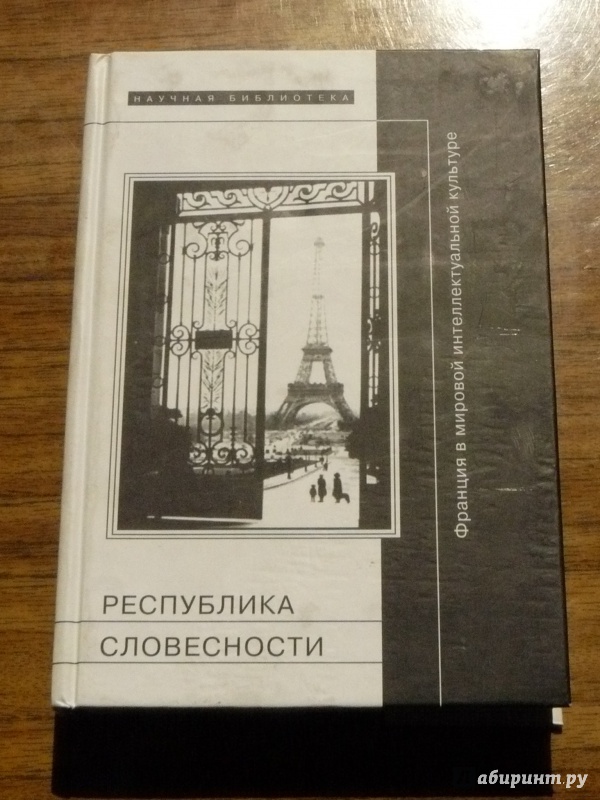 НАУЧНАЯ БИБЛИОТЕКА
Франция в мировой интеллектуальной культуре
РЕСПУБЛИКА
СЛОВЕСНОСТИ
абиринт.ру